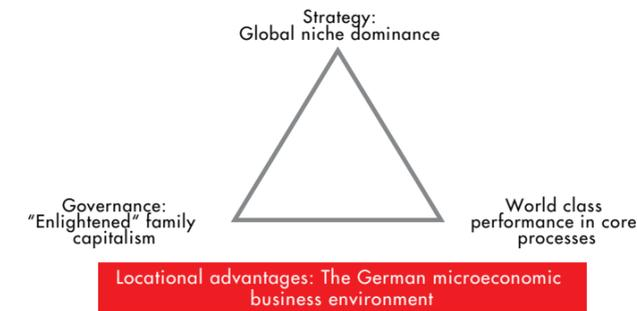 Strategy:
Global niche dominance
Governance:
“Enlightened“ family
capitalism
World class
performance in core
processes
Locational advantages: The German microeconomic
business environment